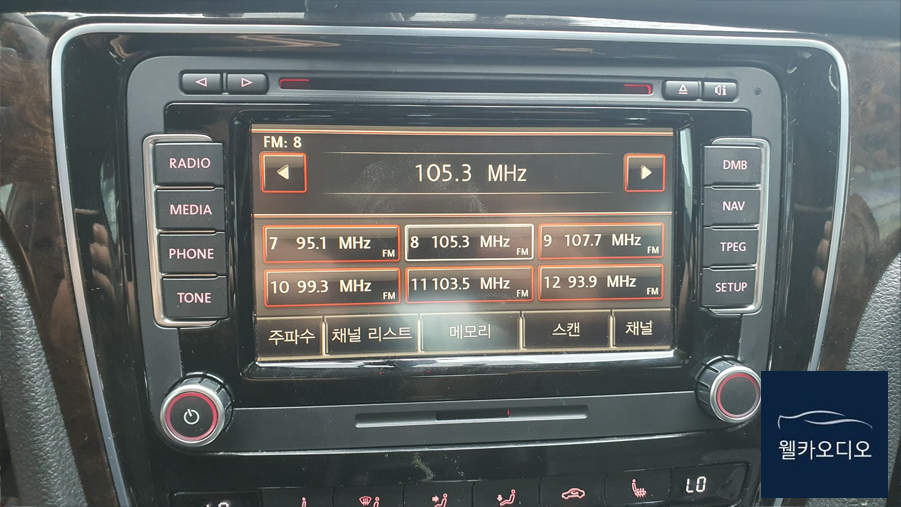 FM: 8
105.3 MHz
7 95.1 MHz FM
8 105.3 MHz FM
9 107.7 MHz FM
10 99.3 MHz FM
11 103.5 MHz FM
12 93.9 MHz FM
주파수 채널 리스트 메모리 스캔 채널
RADIO
MEDIA
PHONE
TONE
DMB
NAV
TPEG
SETUP
LO
웰카오디오